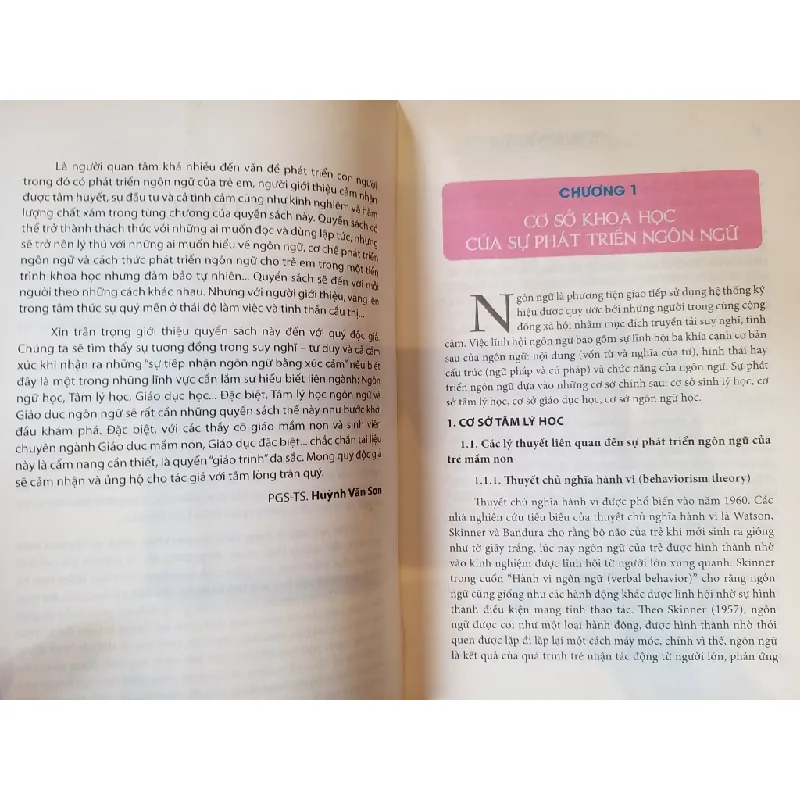 Là người quan tâm khá nhiều đến vấn đề phát triển con người
trong đó có phát triển ngôn ngữ của trẻ em, người giới thiệu cảm nhận
được tâm huyết, sự đầu tư và cả tình cảm cũng như kinh nghiệm và hàm
lượng chất xám trong từng chương của quyển sách này. Quyển sách có
thể trở thành thách thức với những ai muốn đọc và dùng lập tức, nhưng
sẽ trở nên lý thú với những ai muốn hiểu về ngôn ngữ, cơ chế phát triển
ngôn ngữ và cách thức phát triển ngôn ngữ cho trẻ em trong một tiến
trình khoa học nhưng đảm bảo tự nhiên... Quyển sách sẽ đến với mỗi
người theo những cách khác nhau. Nhưng với người giới thiệu, vang lên
trong tâm thức sự quý mến ở thái độ làm việc và tinh thần cầu thị...
Xin trân trọng giới thiệu quyển sách này đến với quý độc giả.
Chúng ta sẽ tìm thấy sự tương đồng trong suy nghĩ – tư duy và cả cảm
xúc khi nhận ra những "sự tiếp nhận ngôn ngữ bằng xúc cảm" nếu biết
đây là một trong những lĩnh vực cần lắm sự hiểu biết liên ngành: Ngôn
ngữ học, Tâm lý học, Giáo dục học... Đặc biệt, Tâm lý học ngôn ngữ và
Giáo dục ngôn ngữ sẽ rất cần những quyển sách thế này như bước khởi
đầu khám phá. Đặc biệt, với các thầy cô giáo mầm non và sinh viên
chuyên ngành Giáo dục mầm non, Giáo dục đặc biệt... chắc chắn tài liệu
này là cẩm nang cần thiết, là quyển "giáo trình" đa sắc. Mong quý độc giả
sẽ cảm nhận và ủng hộ cho tác giả với tấm lòng trân quý.
PGS-TS. Huỳnh Văn Sơn
CHƯƠNG 1
CƠ SỞ KHOA HỌC
CỦA SỰ PHÁT TRIỂN NGÔN NGỮ
Ngôn ngữ là phương tiện giao tiếp sử dụng hệ thống ký
hiệu được quy ước bởi những người trong cùng cộng
đồng xã hội nhằm mục đích truyền tải suy nghĩ, tình
cảm. Việc lĩnh hội ngôn ngữ bao gồm sự lĩnh hội ba khía cạnh cơ bản
sau của ngôn ngữ: nội dung (vốn từ và nghĩa của từ), hình thái hay
cấu trúc (ngữ pháp và cú pháp) và chức năng của ngôn ngữ. Sự phát
triển ngôn ngữ dựa vào những cơ sở chính sau: cơ sở sinh lý học, cơ
sở tâm lý học, cơ sở giáo dục học, cơ sở ngôn ngữ học.
1. CƠ SỞ TÂM LÝ HỌC
1.1. Các lý thuyết liên quan đến sự phát triển ngôn ngữ của
trẻ mầm non
1.1.1. Thuyết chủ nghĩa hành vi (behaviorism theory)
Thuyết chủ nghĩa hành vi được phổ biến vào năm 1960. Các
nhà nghiên cứu tiêu biểu của thuyết chủ nghĩa hành vi là Watson,
Skinner và Bandura cho rằng bộ não của trẻ khi mới sinh ra giống
như tờ giấy trắng, lúc này ngôn ngữ của trẻ được hình thành nhờ
vào kinh nghiệm được lĩnh hội từ người lớn xung quanh. Skinner
trong cuốn "Hành vi ngôn ngữ (verbal behavior)" cho rằng ngôn
ngữ cũng giống như các hành động khác được lĩnh hội nhờ sự hình
thành điều kiện mang tính thao tác. Theo Skinner (1957), ngôn
ngữ được coi như một loại hành động, được hình thành nhờ thói
quen được lặp đi lặp lại một cách máy móc, chính vì thế, ngôn ngữ
là kết quả của quá trình trẻ nhận tác động từ người lớn, phản ứng